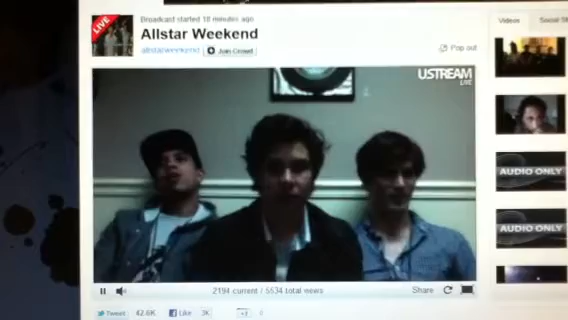 LIVE
Broadcast started 18 minutes ago
Allstar Weekend
allstarweekend Join Crowd
Pop out
Videos Social St
USTREAM
LIVE
AUDIO ONLY
AUDIO ONLY
2194 current / 5534 total views
Share
Tweet 42.6K Like 3K +1 0